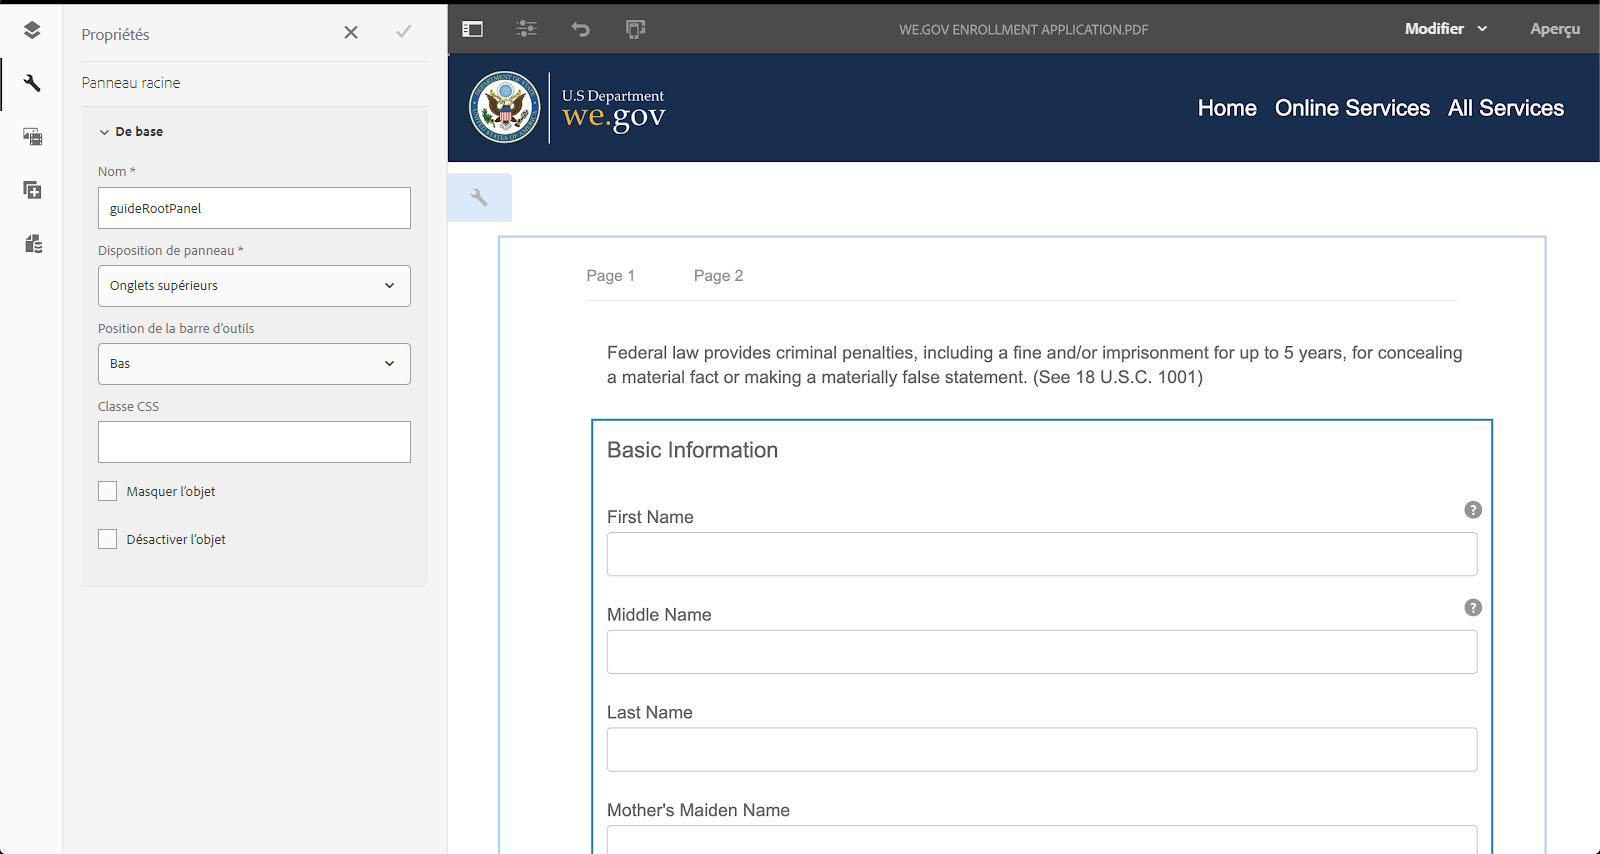 Propriétés
Panneau racine
De base
Nom *
guideRootPanel
Disposition de panneau *
Onglets supérieurs
Position de la barre d'outils
Bas
Classe CSS
Masquer l'objet
Désactiver l'objet
WE.GOV ENROLLMENT APPLICATION.PDF
Modifier
Aperçu
U.S Department
we.gov
Home Online Services All Services
Page 1 Page 2
Federal law provides criminal penalties, including a fine and/or imprisonment for up to 5 years, for concealing
a material fact or making a materially false statement. (See 18 U.S.C. 1001)
Basic Information
First Name
?
Middle Name
?
Last Name
Mother's Maiden Name